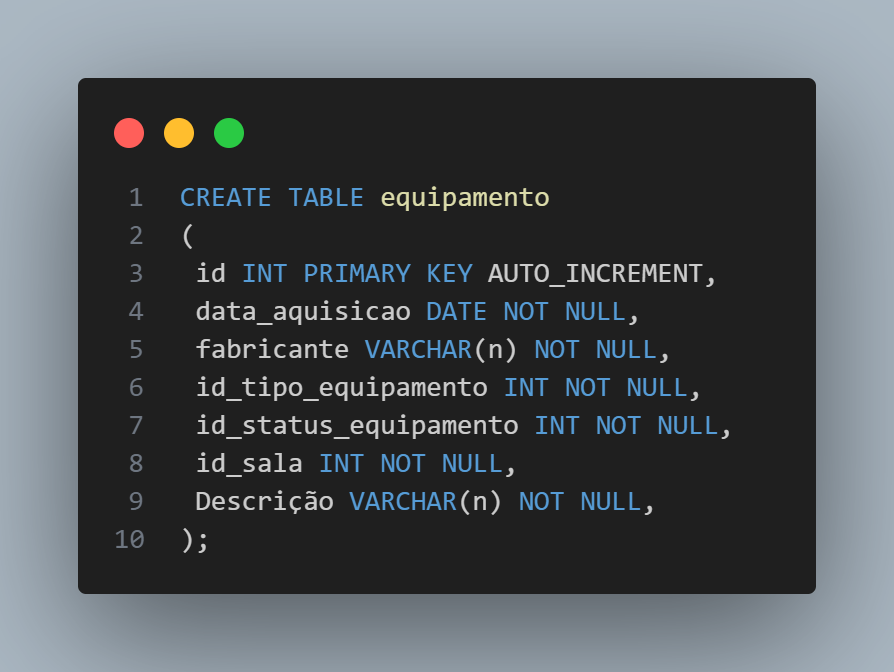 1 CREATE TABLE equipamento
2 (
3 id INT PRIMARY KEY AUTO_INCREMENT,
4 data_aquisicao DATE NOT NULL,
5 fabricante VARCHAR(n) NOT NULL,
6 id_tipo_equipamento INT NOT NULL,
7 id_status_equipamento INT NOT NULL,
8 id_sala INT NOT NULL,
9 Descrição VARCHAR(n) NOT NULL,
10 );